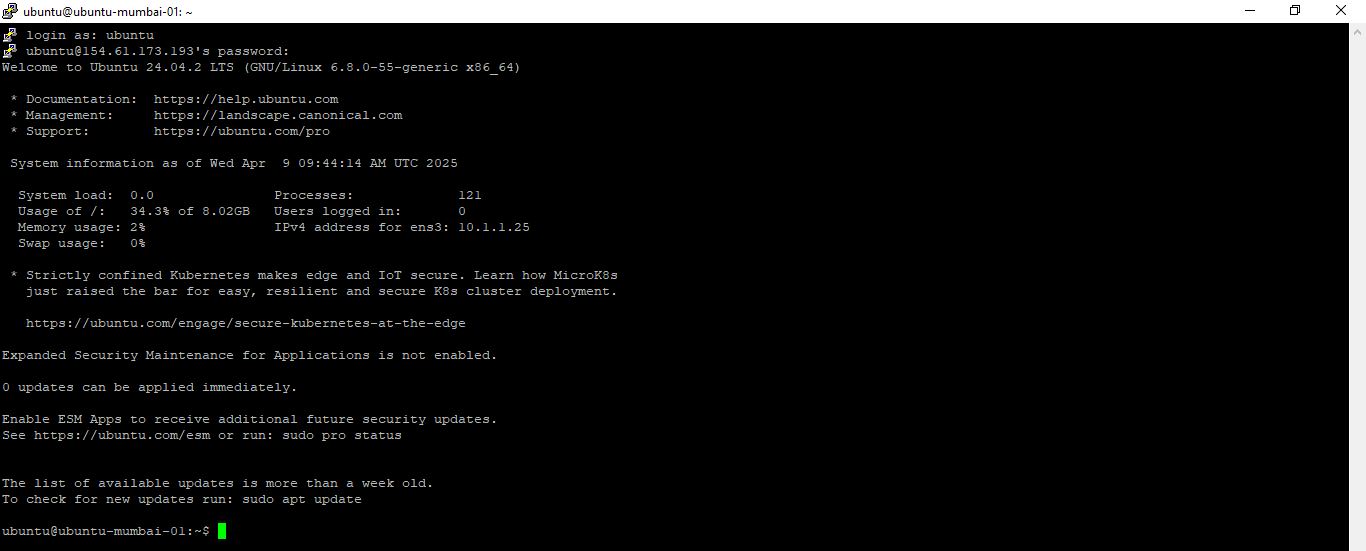 ubuntu@ubuntu-mumbai-01: ~
login as: ubuntu
ubuntu@154.61.173.193's password:
Welcome to Ubuntu 24.04.2 LTS (GNU/Linux 6.8.0-55-generic x86_64)

 * Documentation:  https://help.ubuntu.com
 * Management:     https://landscape.canonical.com
 * Support:        https://ubuntu.com/pro

 System information as of Wed Apr  9 09:44:14 AM UTC 2025

  System load:  0.0               Processes:             121
  Usage of /:   34.3% of 8.02GB   Users logged in:       0
  Memory usage: 2%                IPv4 address for ens3: 10.1.1.25
  Swap usage:   0%

 * Strictly confined Kubernetes makes edge and IoT secure. Learn how MicroK8s
   just raised the bar for easy, resilient and secure K8s cluster deployment.

   https://ubuntu.com/engage/secure-kubernetes-at-the-edge

Expanded Security Maintenance for Applications is not enabled.

0 updates can be applied immediately.

Enable ESM Apps to receive additional future security updates.
See https://ubuntu.com/esm or run: sudo pro status

The list of available updates is more than a week old.
To check for new updates run: sudo apt update

ubuntu@ubuntu-mumbai-01:~$